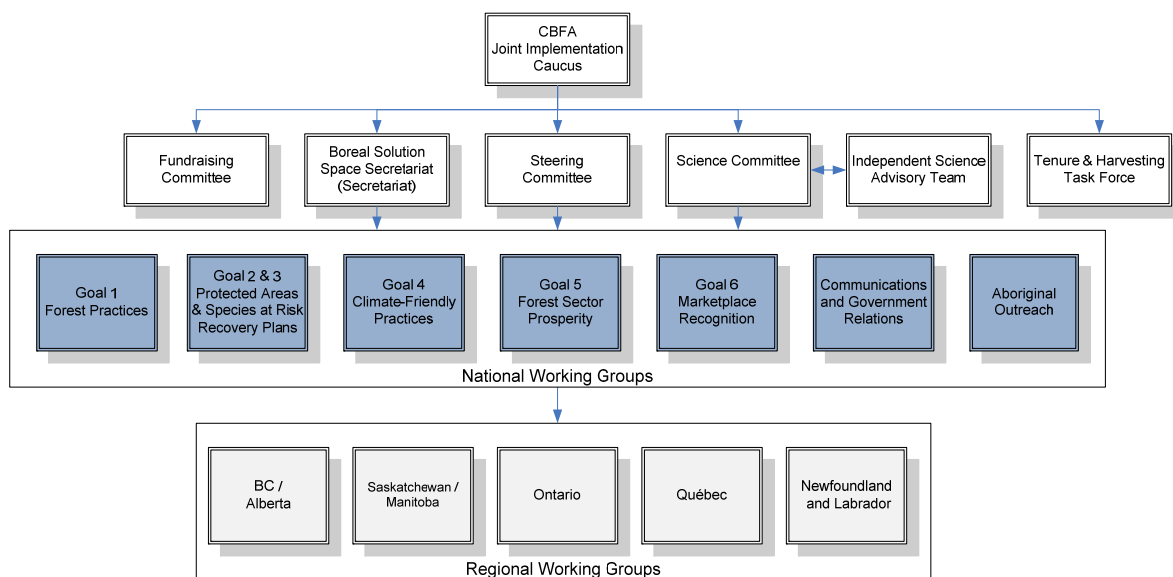 CBFA
Joint Implementation
Caucus
Fundraising
Committee
Boreal Solution
Space Secretariat
(Secretariat)
Steering
Committee
Science Committee
Independent Science
Advisory Team
Tenure & Harvesting
Task Force
Goal 1
Forest Practices
Goal 2 & 3
Protected Areas
& Species at Risk
Recovery Plans
Goal 4
Climate-Friendly
Practices
Goal 5
Forest Sector
Prosperity
Goal 6
Marketplace
Recognition
Communications
and Government
Relations
Aboriginal
Outreach
National Working Groups
BC /
Alberta
Saskatchewan /
Manitoba
Ontario
Québec
Newfoundland
and Labrador
Regional Working Groups